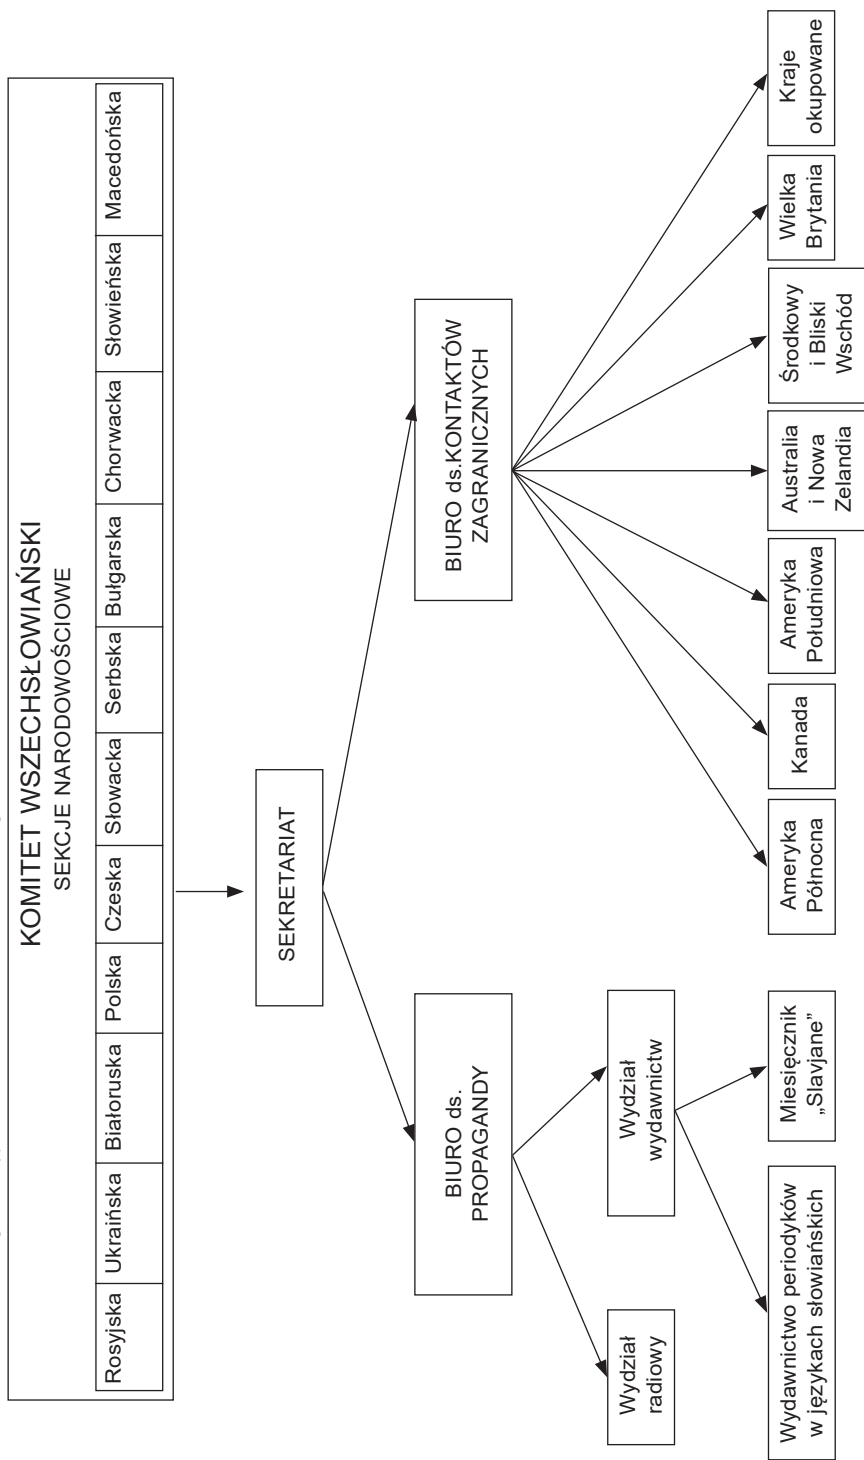 KOMITET WSZECHSŁOWIAŃSKI
SEKCJE NARODOWOŚCIOWE
Rosyjska
Ukraińska
Białoruska
Polska
Czeska
Słowacka
Serbska
Bułgarska
Chorwacka
Słowieńska
Macedońska
SEKRETARIAT
BIURO ds.
PROPAGANDY
BIURO ds.KONTAKTÓW
ZAGRANICZNYCH
Wydział
radiowy
Wydział
wydawnictw
Wydawnictwo periodyków
w językach słowiańskich
Miesięcznik
„Slavjane”
Ameryka
Północna
Kanada
Ameryka
Południowa
Australia
i Nowa
Zelandia
Środkowy
i Bliski
Wschód
Wielka
Brytania
Kraje
okupowane